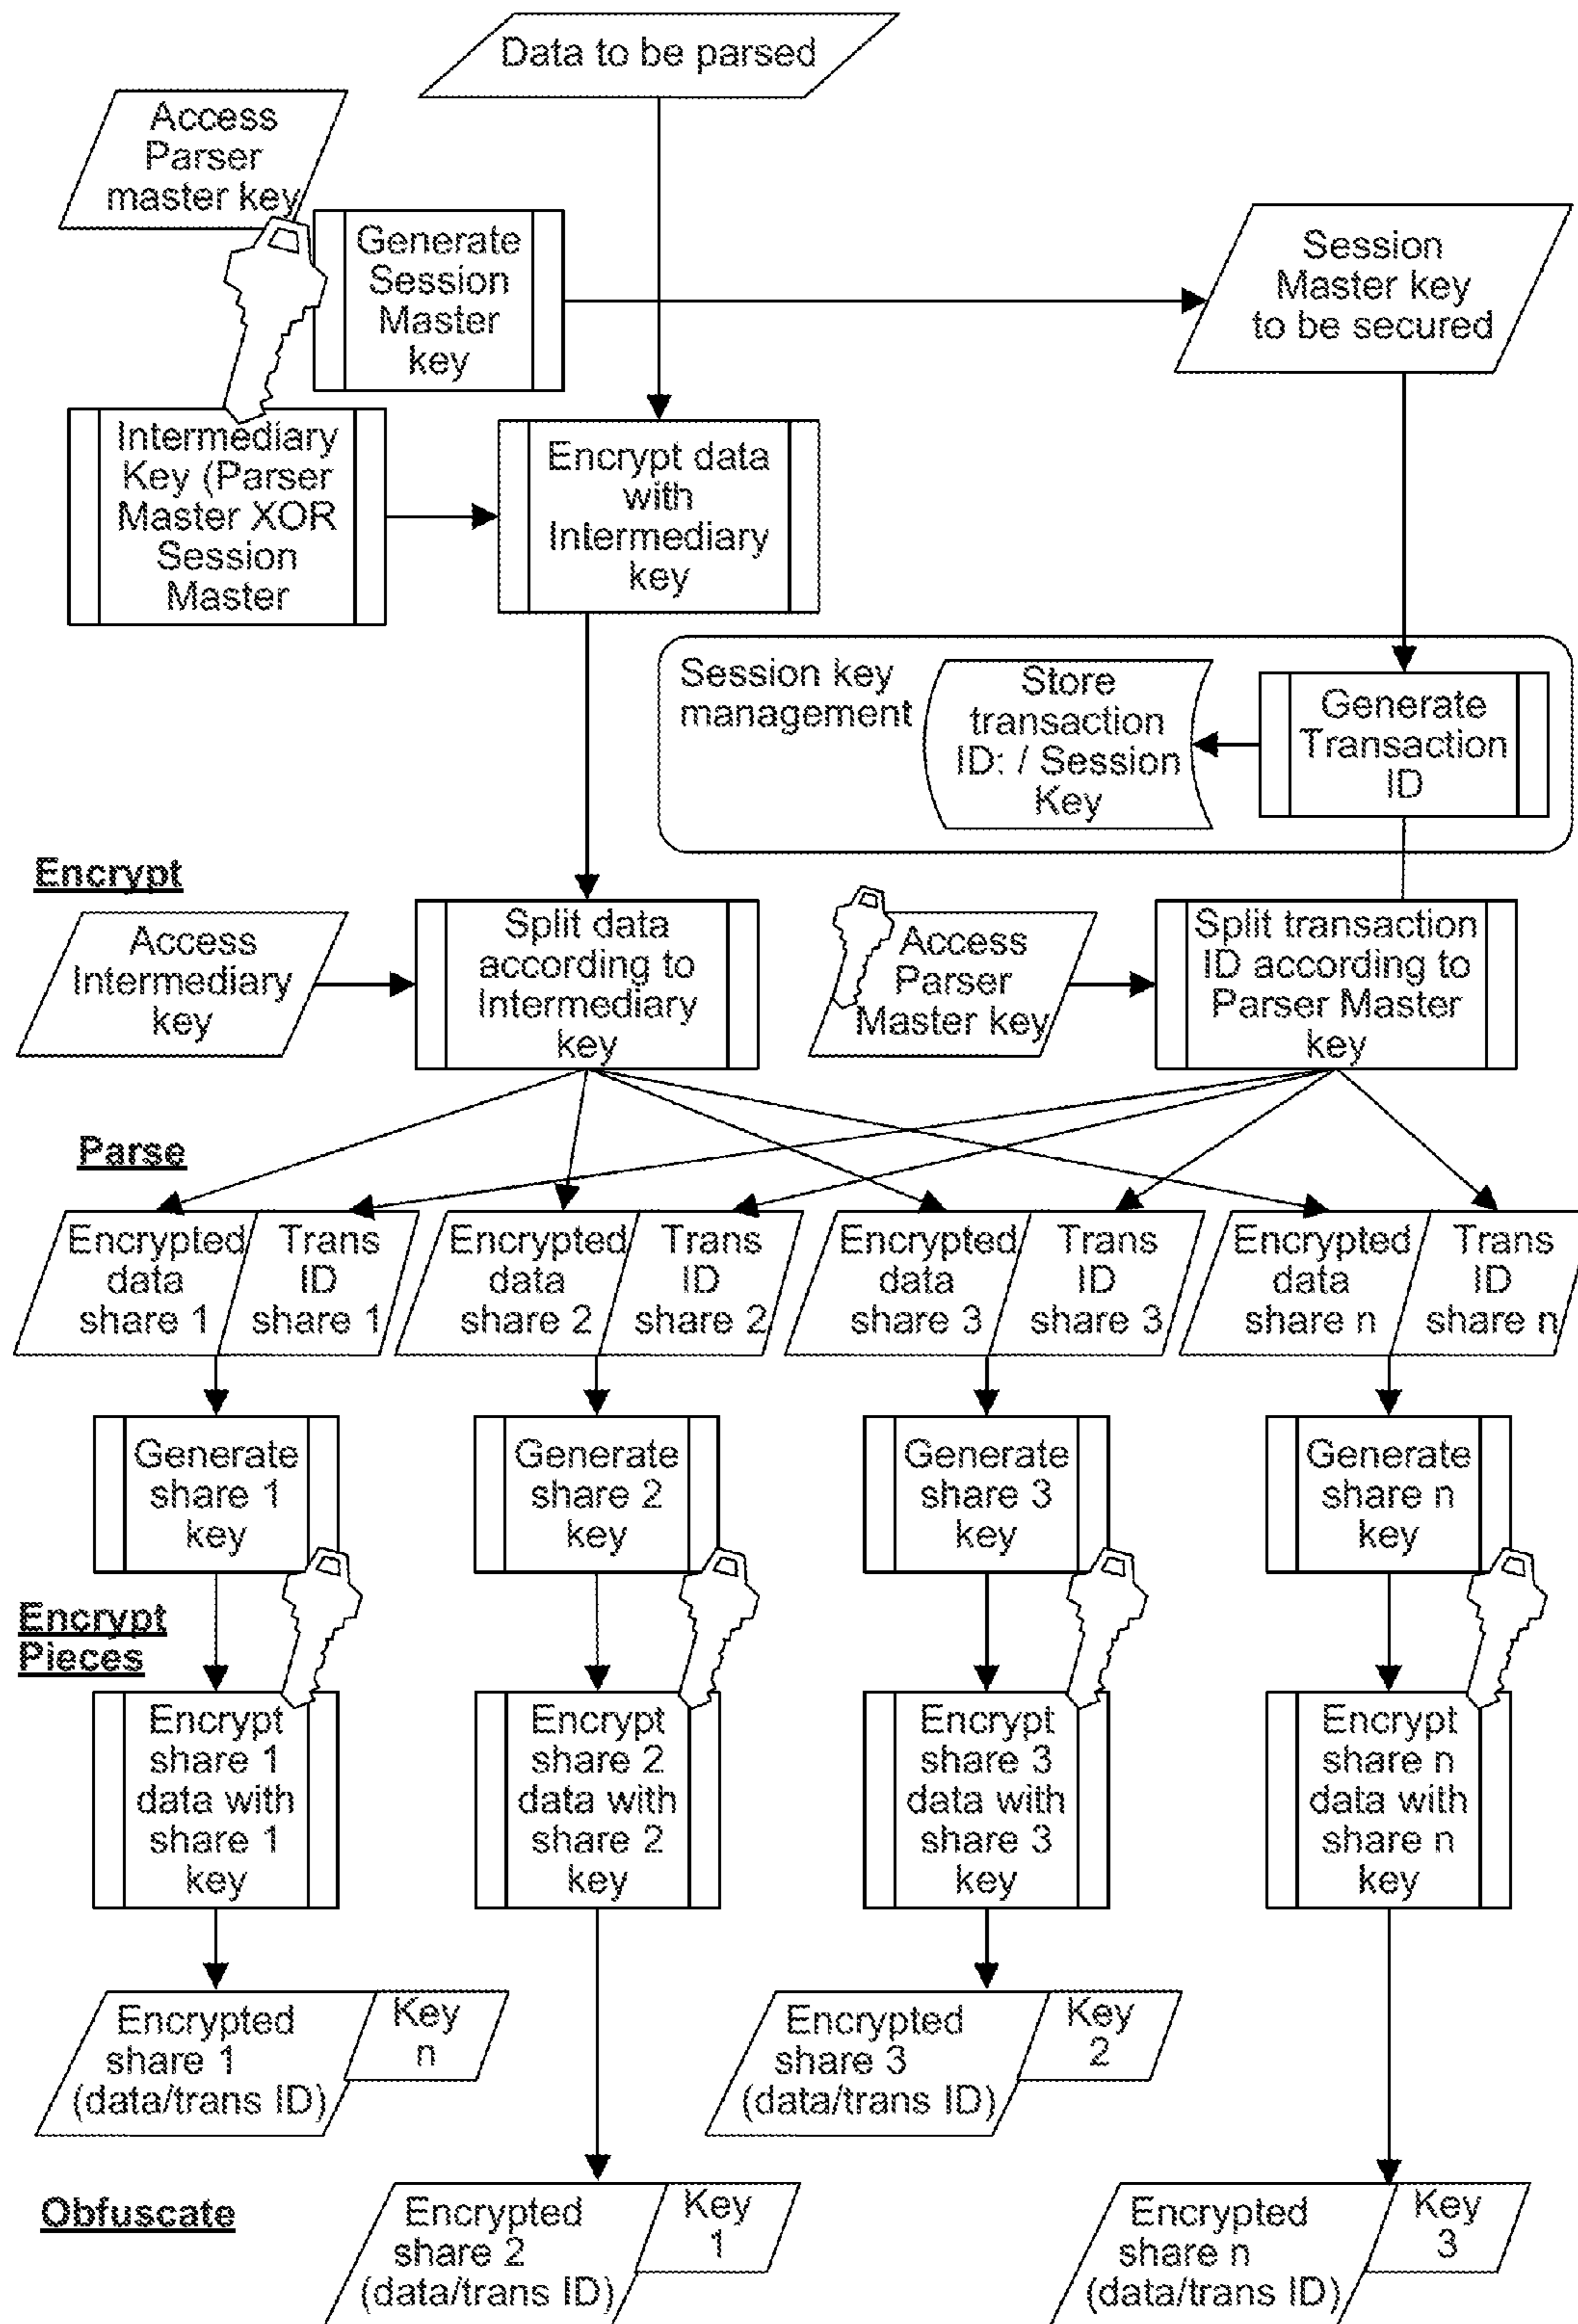 Data to be parsed
Access
Parser
master key
Generate
Session
Master
key
Session
Master key
to be secured
Intermediary
Key (Parser
Master XOR
Session
Master
Encrypt data
with
Intermediary
key
Session key
management
Store
transaction
ID: / Session
Key
Generate
Transaction
ID
Encrypt
Access
Intermediary
key
Split data
according to
Intermediary
key
Access
Parser
Master key
Split transaction
ID according to
Parser Master
key
Parse
Encrypted
data
share 1
Trans
ID
share 1
Encrypted
data
share 2
Trans
ID
share 2
Encrypted
data
share 3
Trans
ID
share 3
Encrypted
data
share n
Trans
ID
share n
Generate
share 1
key
Generate
share 2
key
Generate
share 3
key
Generate
share n
key
Encrypt
Pieces
Encrypt
share 1
data with
share 1
key
Encrypt
share 2
data with
share 2
key
Encrypt
share 3
data with
share 3
key
Encrypt
share n
data with
share n
key
Encrypted
share 1
(data/trans ID)
Key
n
Encrypted
share 3
(data/trans ID)
Key
2
Obfuscate
Encrypted
share 2
(data/trans ID)
Key
1
Encrypted
share n
(data/trans ID)
Key
3